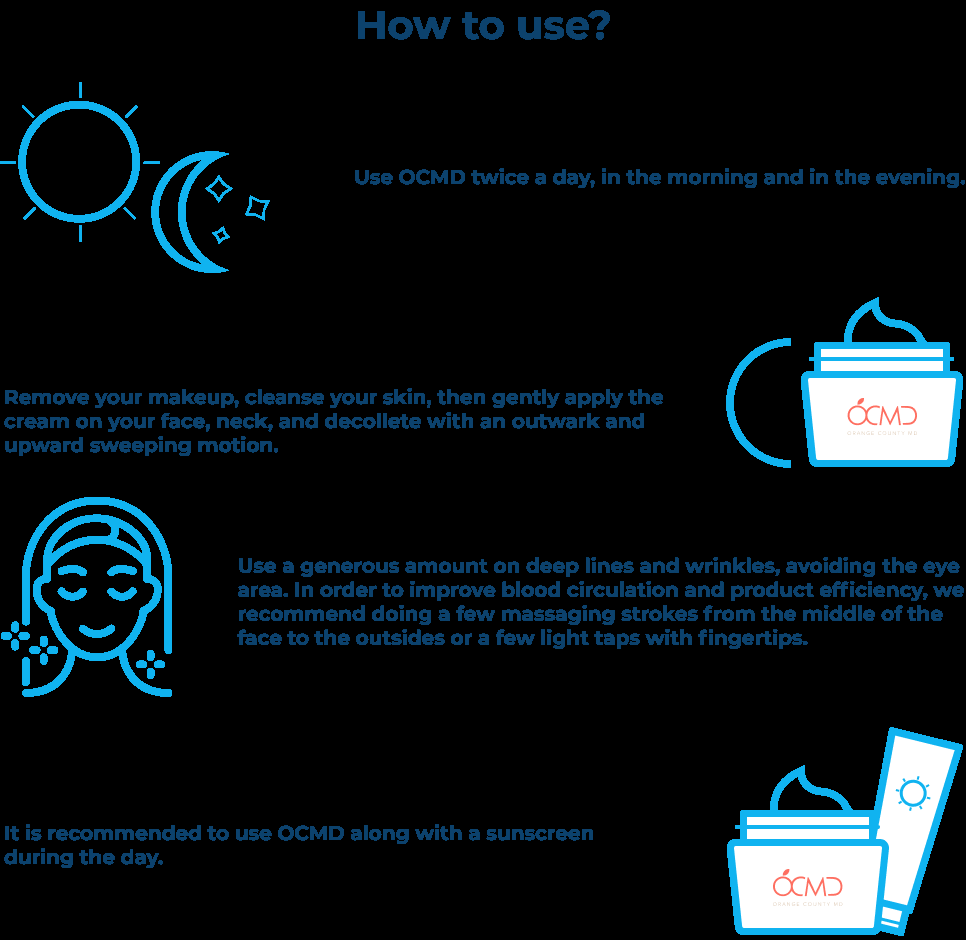 How to use?
Use OCMD twice a day, in the morning and in the evening.
Remove your makeup, cleanse your skin, then gently apply the
cream on your face, neck, and decollete with an outwark and
upward sweeping motion.
OCMD
ORANGE COUNTY MD
Use a generous amount on deep lines and wrinkles, avoiding the eye
area. In order to improve blood circulation and product efficiency, we
recommend doing a few massaging strokes from the middle of the
face to the outsides or a few light taps with fingertips.
It is recommended to use OCMD along with a sunscreen
during the day.
OCMD
ORANGE COUNTY MD